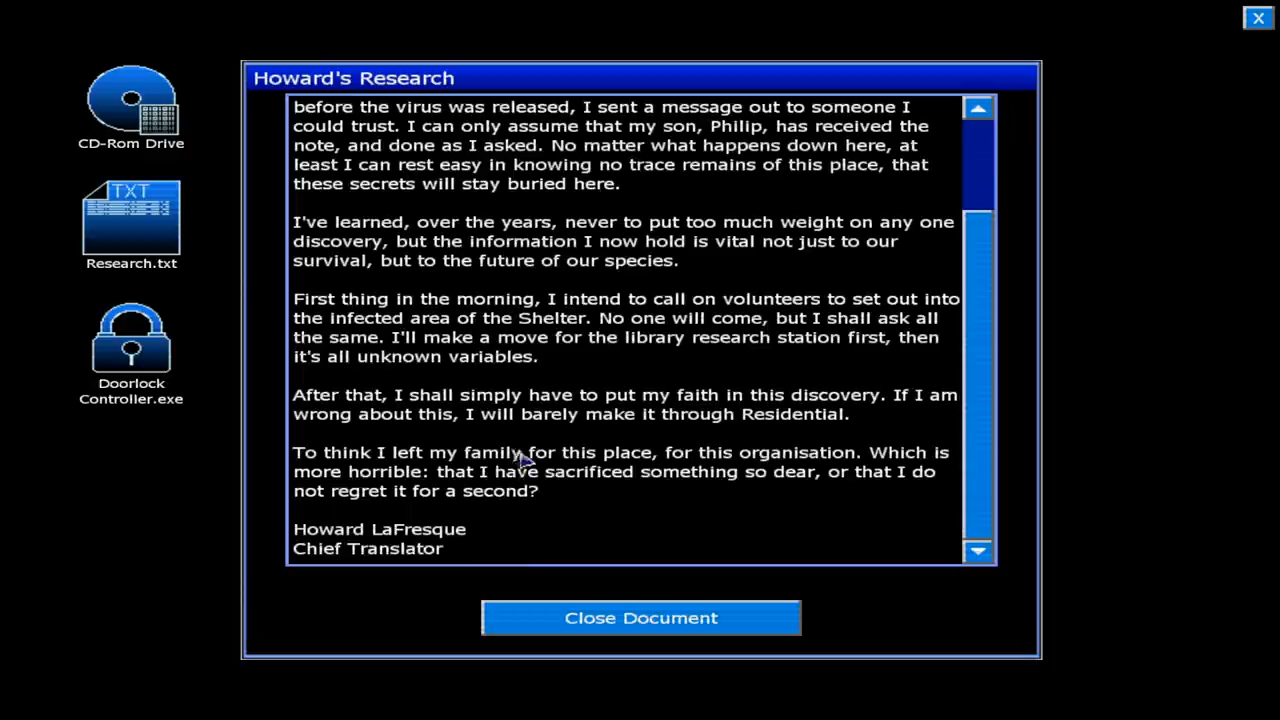 X
CD-Rom Drive
TXT
Research.txt
Doorlock
Controller.exe
Howard's Research
before the virus was released, I sent a message out to someone I
could trust. I can only assume that my son, Philip, has received the
note, and done as I asked. No matter what happens down here, at
least I can rest easy in knowing no trace remains of this place, that
these secrets will stay buried here.
I've learned, over the years, never to put too much weight on any one
discovery, but the information I now hold is vital not just to our
survival, but to the future of our species.
First thing in the morning, I intend to call on volunteers to set out into
the infected area of the Shelter. No one will come, but I shall ask all
the same. I'll make a move for the library research station first, then
it's all unknown variables.
After that, I shall simply have to put my faith in this discovery. If I am
wrong about this, I will barely make it through Residential.
To think I left my family for this place, for this organisation. Which is
more horrible: that I have sacrificed something so dear, or that I do
not regret it for a second?
Howard LaFresque
Chief Translator
Close Document